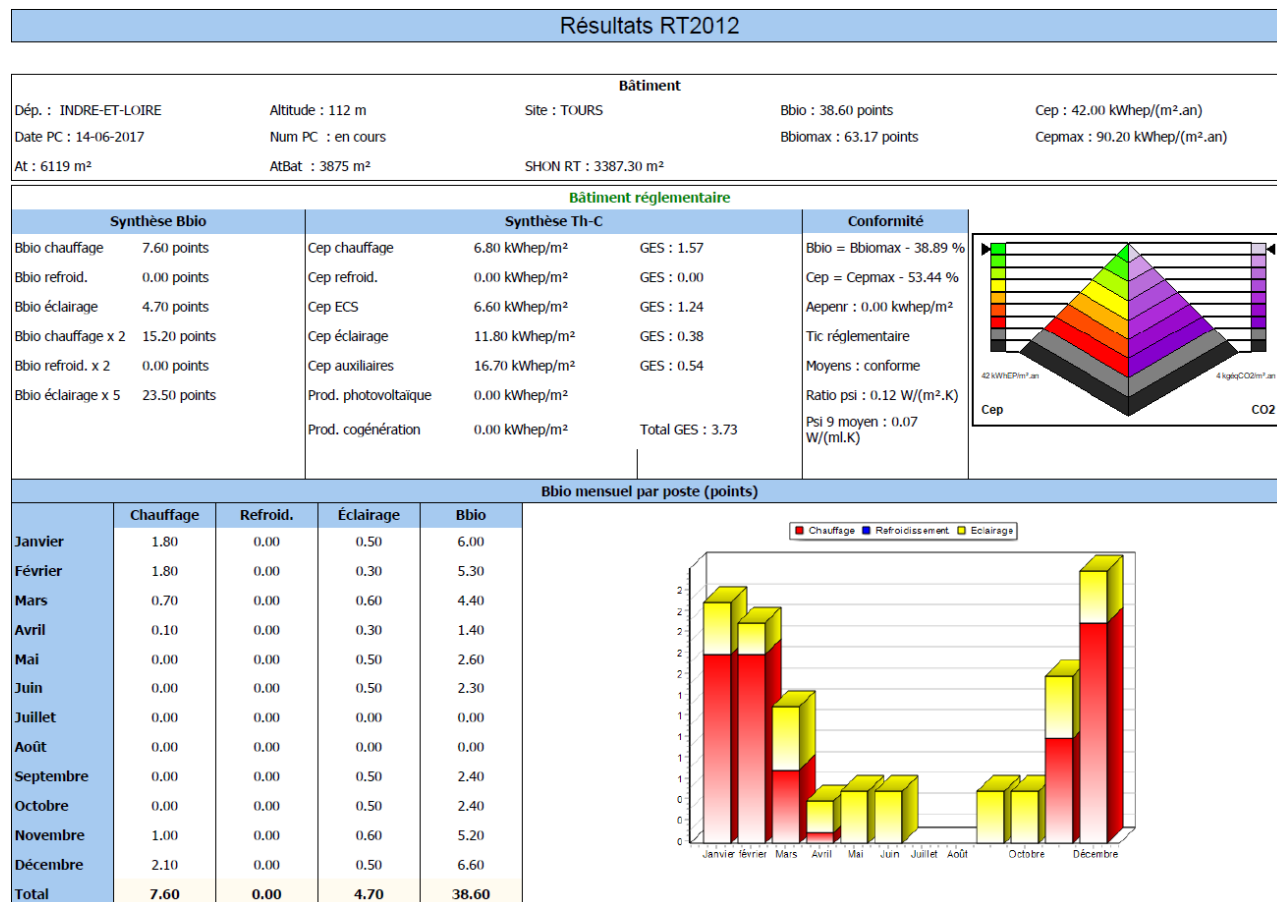 Résultats RT2012
Bâtiment
Dép. : INDRE-ET-LOIRE Altitude : 112 m Site : TOURS Bbio : 38.60 points Cep : 42.00 kWhep/(m².an)
Date PC : 14-06-2017 Num PC : en cours Bbiomax : 63.17 points Cepmax : 90.20 kWhep/(m².an)
At : 6119 m² AtBat : 3875 m² SHON RT : 3387.30 m²
Bâtiment réglementaire
Synthèse Bbio Synthèse Th-C Conformité
Bbio chauffage 7.60 points Cep chauffage 6.80 kWhep/m² GES : 1.57 Bbio = Bbiomax - 38.89 %
Bbio refroid. 0.00 points Cep refroid. 0.00 kWhep/m² GES : 0.00 Cep = Cepmax - 53.44 %
Bbio éclairage 4.70 points Cep ECS 6.60 kWhep/m² GES : 1.24 Aepenr : 0.00 kwhep/m²
Bbio chauffage x 2 15.20 points Cep éclairage 11.80 kWhep/m² GES : 0.38 Tic réglementaire
Bbio refroid. x 2 0.00 points Cep auxiliaires 16.70 kWhep/m² GES : 0.54 Moyens : conforme
Bbio éclairage x 5 23.50 points Prod. photovoltaïque 0.00 kWhep/m² Ratio psi : 0.12 W/(m².K)
Prod. cogénération 0.00 kWhep/m² Total GES : 3.73 Psi 9 moyen : 0.07
W/(ml.K)
42 kWhEP/m².an 4 kgéqCO2/m².an
Cep CO2
Bbio mensuel par poste (points)
Chauffage Refroid. Éclairage Bbio
Janvier 1.80 0.00 0.50 6.00
Février 1.80 0.00 0.30 5.30
Mars 0.70 0.00 0.60 4.40
Avril 0.10 0.00 0.30 1.40
Mai 0.00 0.00 0.50 2.60
Juin 0.00 0.00 0.50 2.30
Juillet 0.00 0.00 0.00 0.00
Août 0.00 0.00 0.00 0.00
Septembre 0.00 0.00 0.50 2.40
Octobre 0.00 0.00 0.50 2.40
Novembre 1.00 0.00 0.60 5.20
Décembre 2.10 0.00 0.50 6.60
Total 7.60 0.00 4.70 38.60
Chauffage Refroidissement Eclairage
2
2
2
2
2
1
1
1
1
1
0
0
0
Janvier février Mars Avril Mai Juin Juillet Août Octobre Décembre